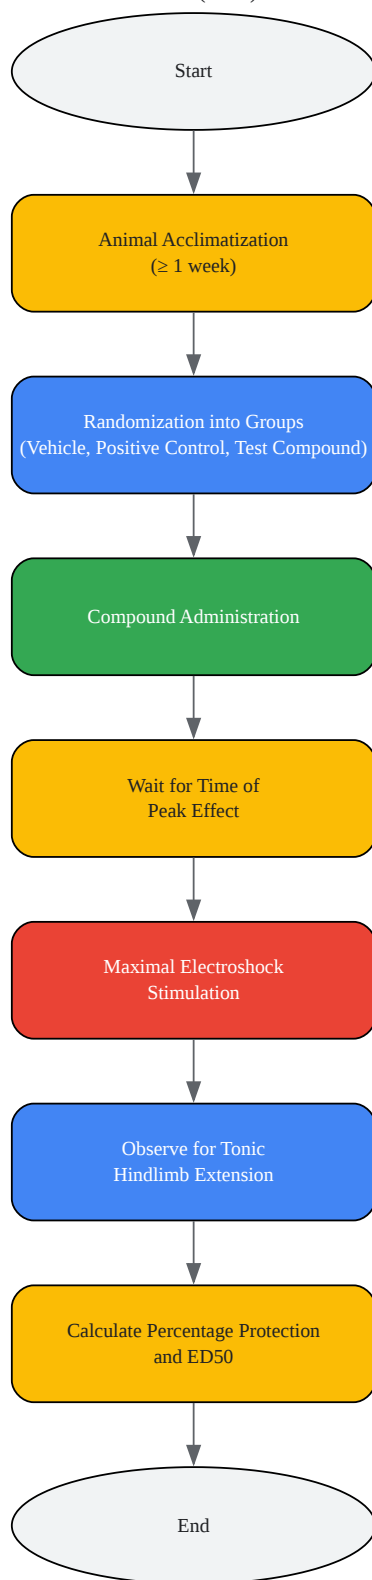 Start
Animal Acclimatization
(≥ 1 week)
Randomization into Groups
(Vehicle, Positive Control, Test Compound)
Compound Administration
Wait for Time of
Peak Effect
Maximal Electroshock
Stimulation
Observe for Tonic
Hindlimb Extension
Calculate Percentage Protection
and ED50
End